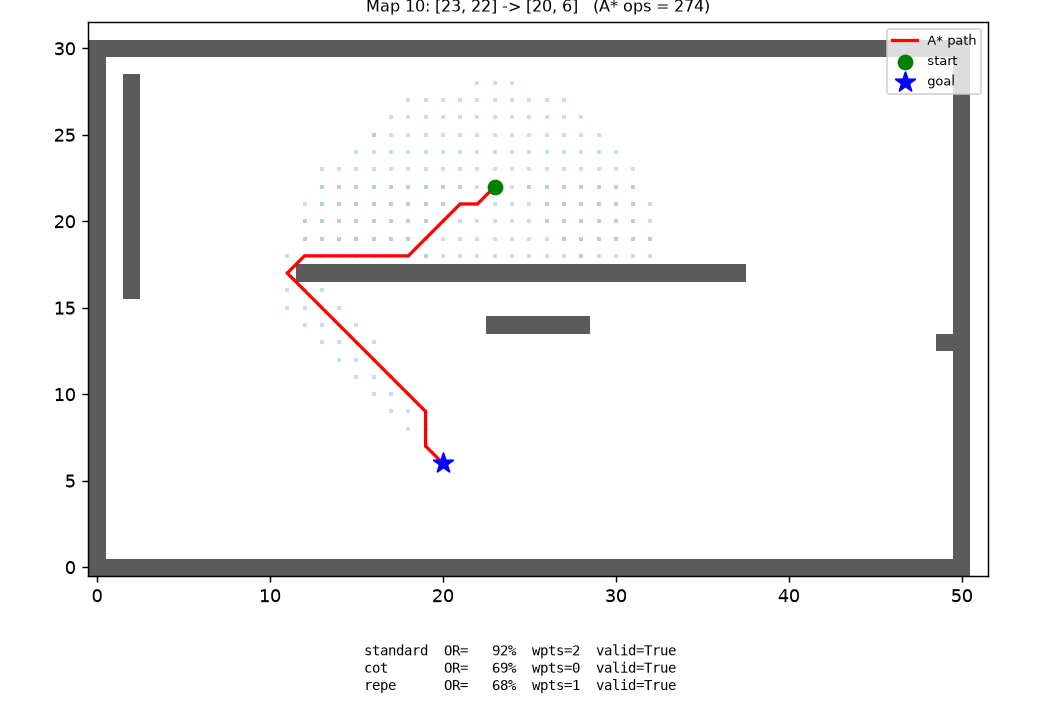 Map 10: [23, 22] -> [20, 6]   (A* ops = 274)
A* path
start
goal
30
25
20
15
10
5
0
0 10 20 30 40 50
standard  OR=   92%  wpts=2  valid=True
cot       OR=   69%  wpts=0  valid=True
repe      OR=   68%  wpts=1  valid=True